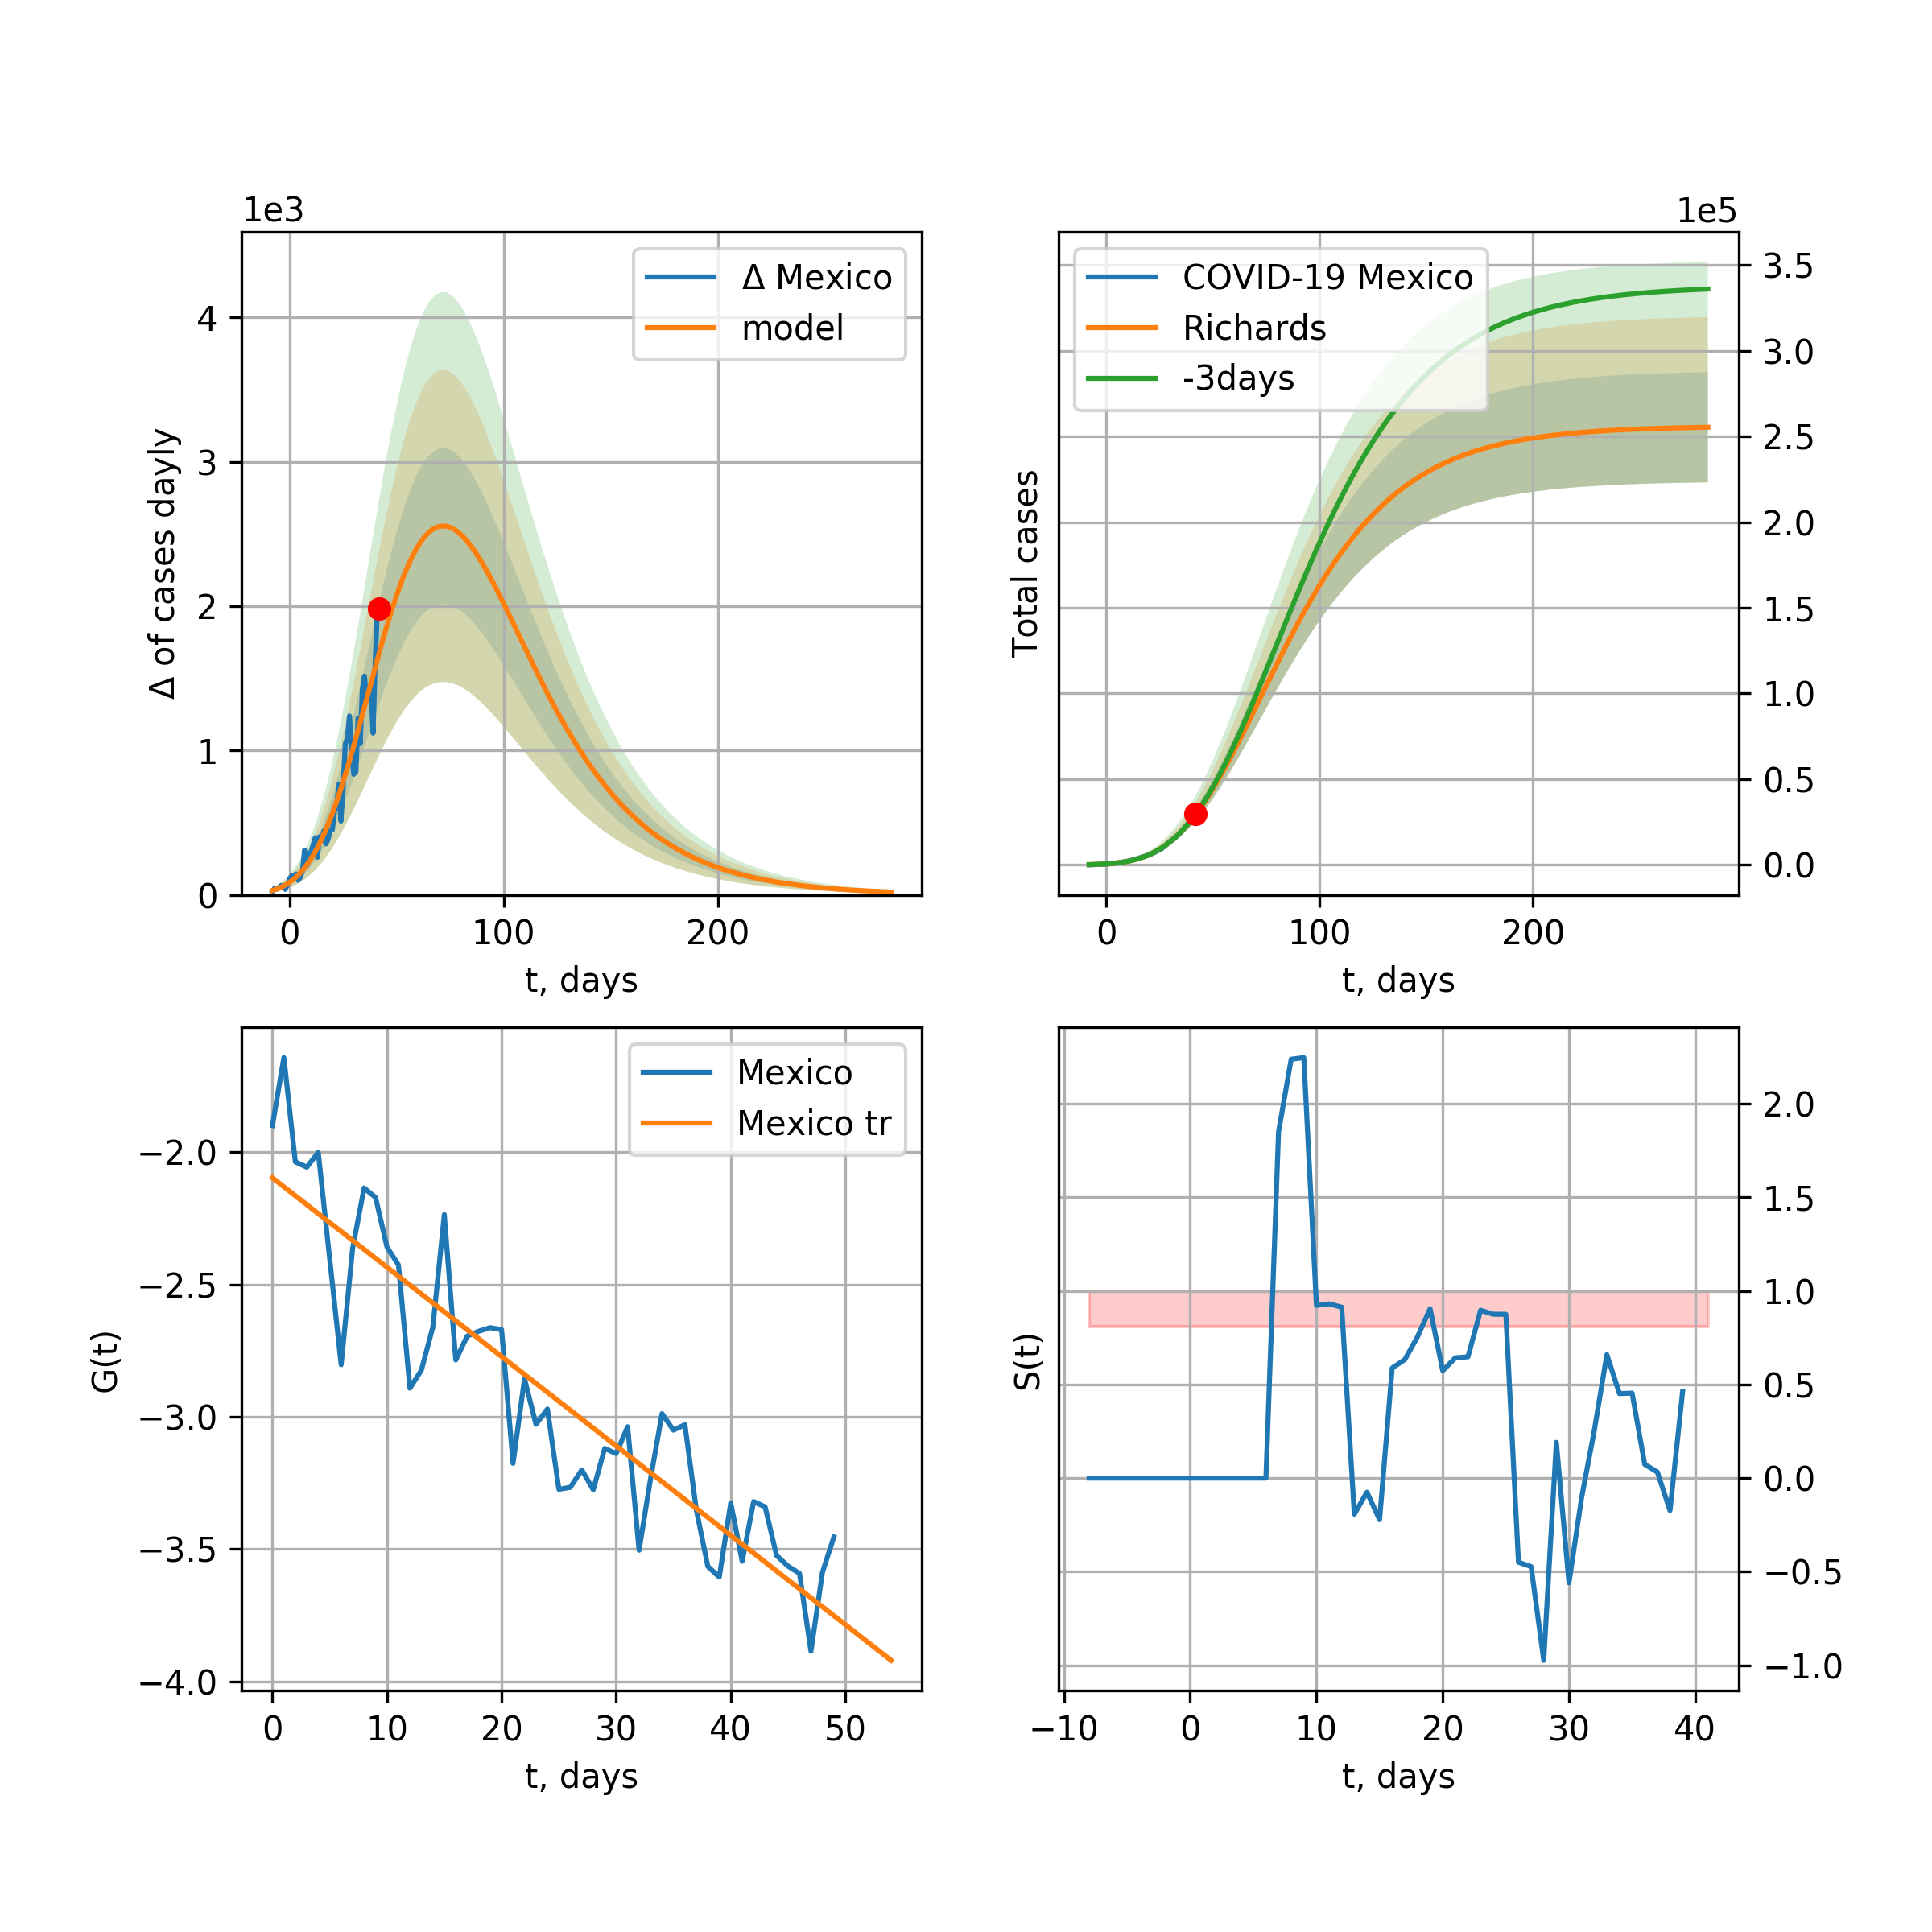 1e3
Δ Mexico
model
4
3
2
1
0
Δ of cases dayly
0 100 200
t, days
1e5
COVID-19 Mexico
Richards
-3days
3.5
3.0
2.5
2.0
1.5
1.0
0.5
0.0
Total cases
0 100 200
t, days
Mexico
Mexico tr
−2.0
−2.5
−3.0
−3.5
−4.0
G(t)
0 10 20 30 40 50
t, days
2.0
1.5
1.0
0.5
0.0
−0.5
−1.0
S(t)
−10 0 10 20 30 40
t, days